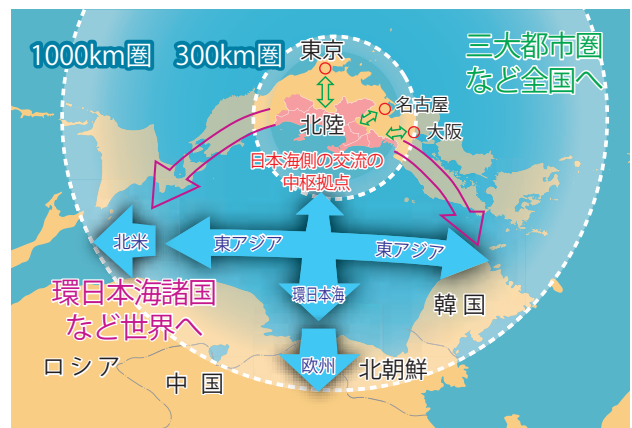 1000km圏 300km圏
東京
三大都市圏
など全国へ
名古屋
大阪
北陸
日本海側の交流の
中枢拠点
北米
東アジア
東アジア
環日本海
環日本海諸国
など世界へ
韓国
ロシア
中国
欧州
北朝鮮